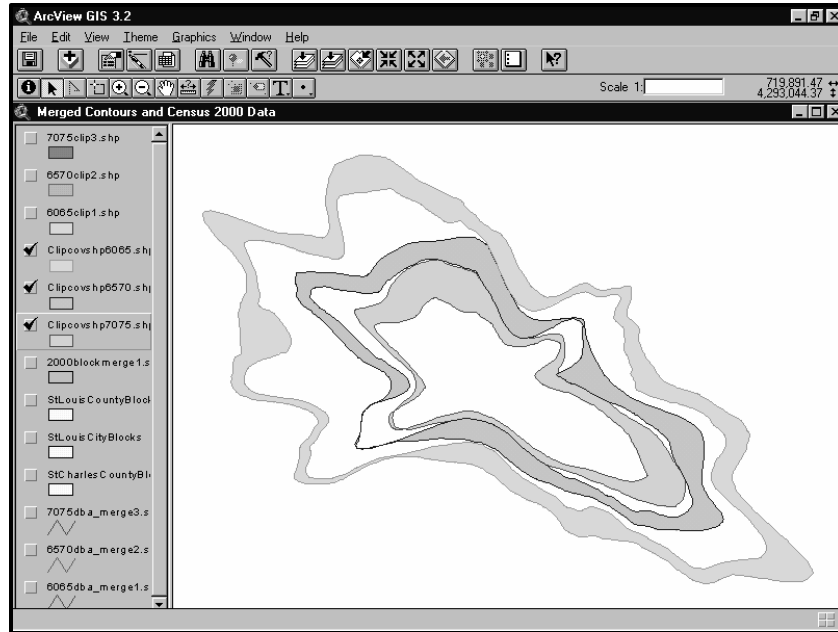 ArcView GIS 3.2
File Edit View Theme Graphics Window Help
Scale 1:
719,891.47
4,293,044.37
Merged Contours and Census 2000 Data
7075clip3.shp
6570clip2.shp
6065clip1.shp
Clipcovshp6065.shp
Clipcovshp6570.shp
Clipcovshp7075.shp
2000blockmerge1.s
StLouisCountyBlock
StLouisCityBlocks
StCharlesCountyBl
7075dba_merge3.s
6570dba_merge2.s
6065dba_merge1.s